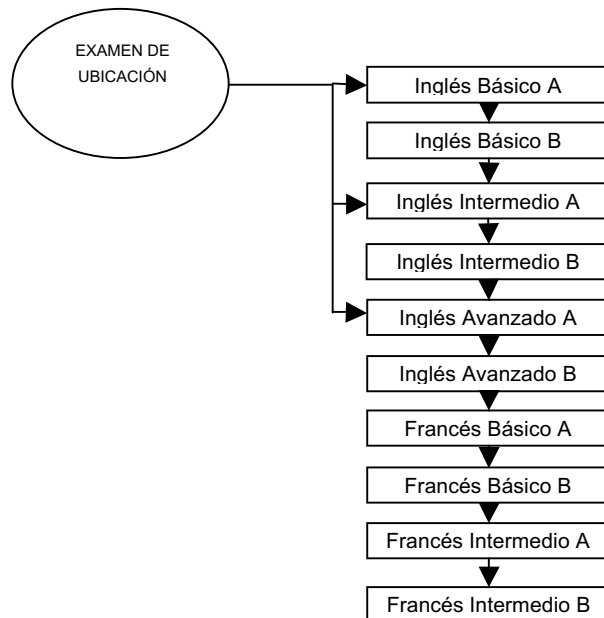 EXAMEN DE
UBICACIÓN
Inglés Básico A
Inglés Básico B
Inglés Intermedio A
Inglés Intermedio B
Inglés Avanzado A
Inglés Avanzado B
Francés Básico A
Francés Básico B
Francés Intermedio A
Francés Intermedio B